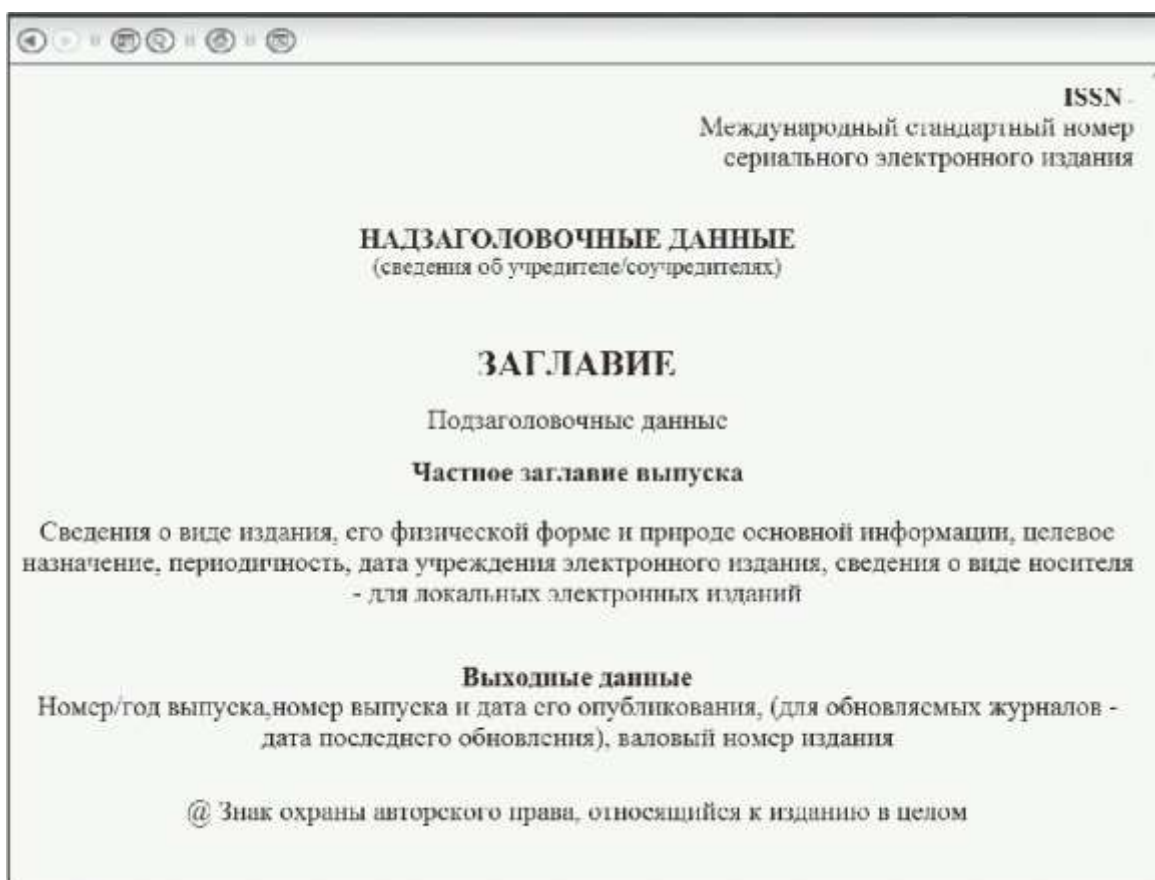 ISSN -
Международный стандартный номер
сериального электронного издания
НАДЗАГОЛОВОЧНЫЕ ДАННЫЕ
(сведения об учредителе/соучредителях)
ЗАГЛАВИЕ
Подзаголовочные данные
Частное заглавие выпуска
Сведения о виде издания, его физической форме и природе основной информации, целевое
назначение, периодичность, дата учреждения электронного издания, сведения о виде носителя
- для локальных электронных изданий
Выходные данные
Номер/год выпуска,номер выпуска и дата его опубликования, (для обновляемых журналов -
дата последнего обновления), валовый номер издания
@ Знак охраны авторского права, относящийся к изданию в целом